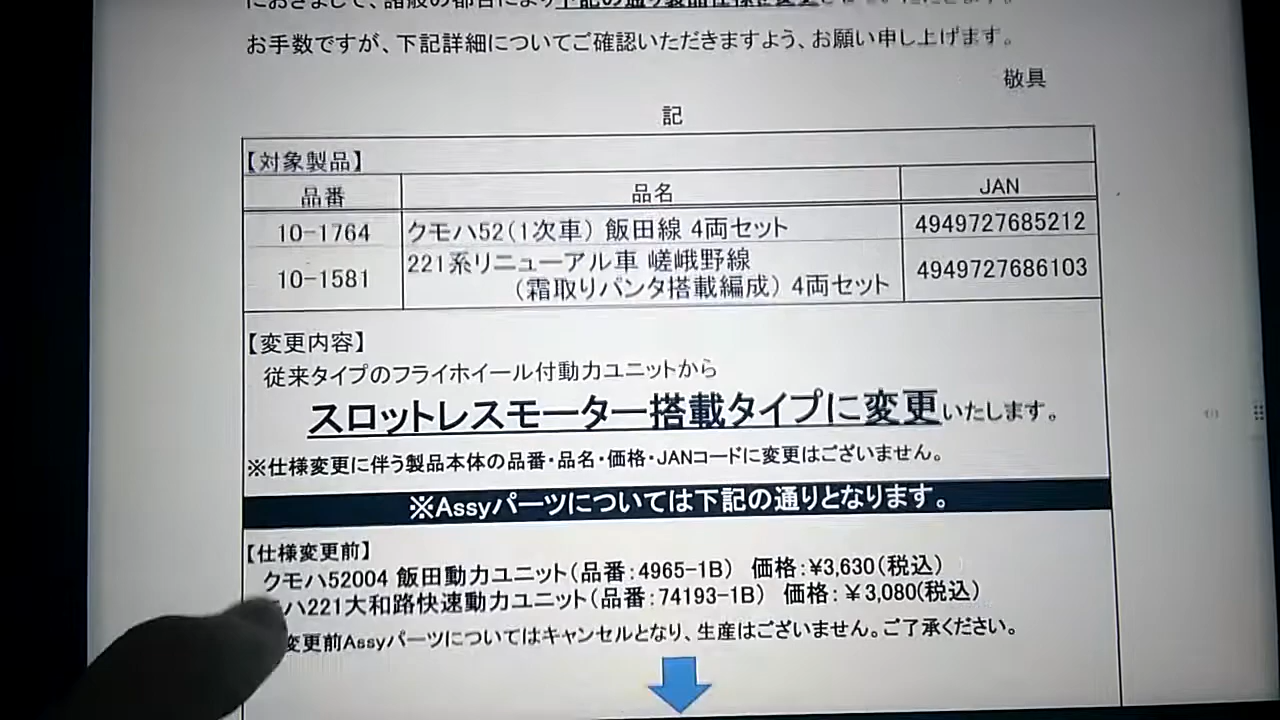 下記の通り製品仕様を変更
お手数ですが、下記詳細についてご確認いただきますよう、お願い申し上げます。
敬具
記
【対象製品】
品番 品名 JAN
10-1764 クモハ52(1次車) 飯田線 4両セット 4949727685212
10-1581 221系リニューアル車 嵯峨野線 (霜取りパンタ搭載編成) 4両セット 4949727686103
【変更内容】
従来タイプのフライホイール付動力ユニットから
スロットレスモーター搭載タイプに変更いたします。
※仕様変更に伴う製品本体の品番・品名・価格・JANコードに変更はございません。
※Assyパーツについては下記の通りとなります。
【仕様変更前】
クモハ52004 飯田動力ユニット(品番:4965-1B) 価格:¥3,630(税込)
ハ221大和路快速動力ユニット(品番:74193-1B) 価格:¥3,080(税込)
変更前Assyパーツについてはキャンセルとなり、生産はございません。ご了承ください。